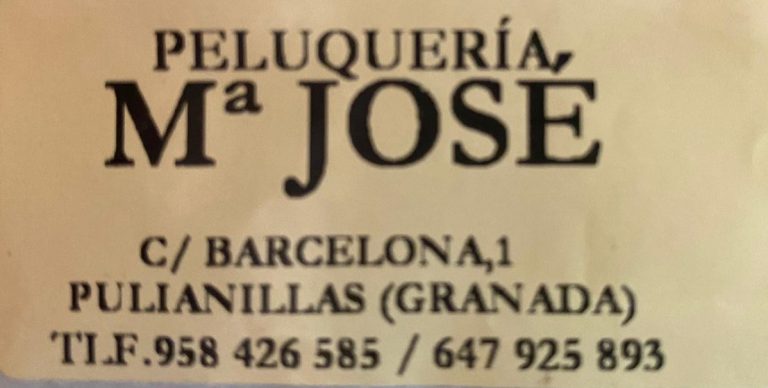 PELUQUERÍA
Mª JOSÉ
C/ BARCELONA,1
PULIANILLAS (GRANADA)
TLF.958 426 585 / 647 925 893